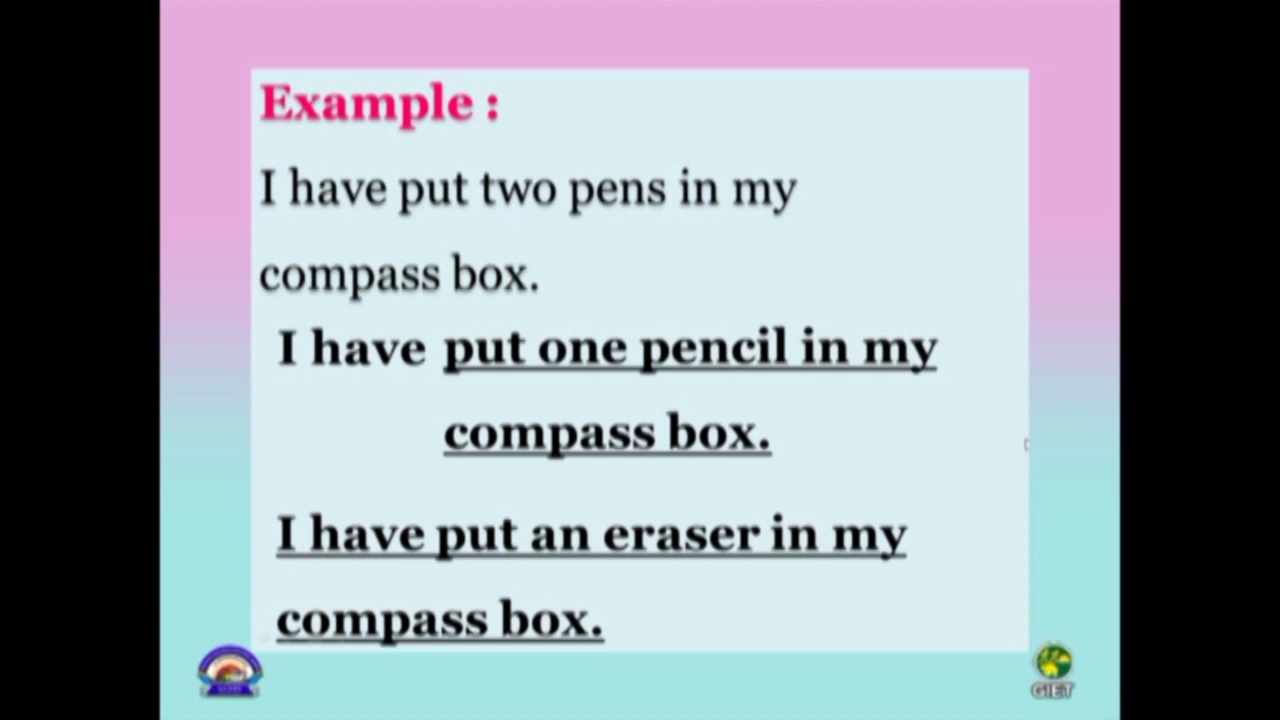 Example :
I have put two pens in my
compass box.
I have put one pencil in my
compass box.
I have put an eraser in my
compass box.
GIET